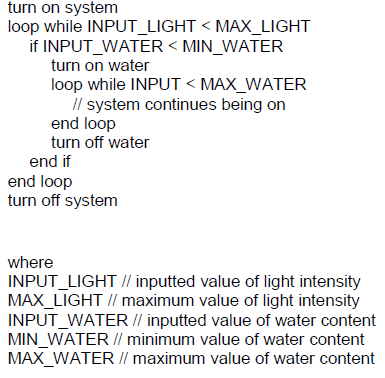 turn on system
loop while INPUT_LIGHT < MAX_LIGHT
if INPUT_WATER < MIN_WATER
turn on water
loop while INPUT < MAX_WATER
// system continues being on
end loop
turn off water
end if
end loop
turn off system
where
INPUT_LIGHT // inputted value of light intensity
MAX_LIGHT // maximum value of light intensity
INPUT_WATER // inputted value of water content
MIN_WATER // minimum value of water content
MAX_WATER // maximum value of water content